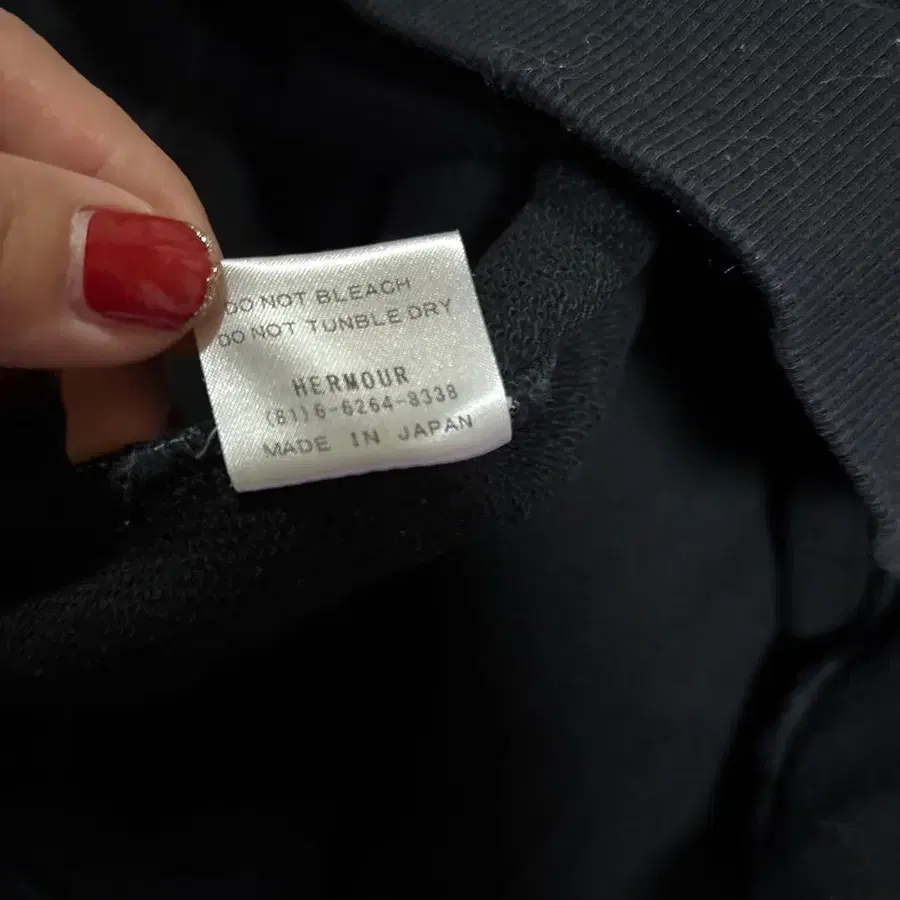 DO NOT BLEACH
DO NOT TUNBLE DRY
HERMOUR
(81)6-6264-8338
MADE IN JAPAN